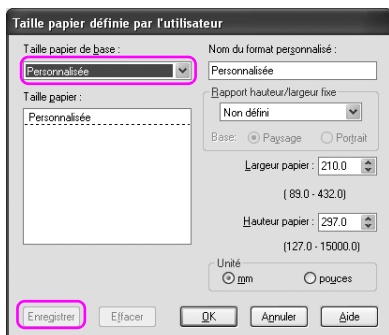 Taille papier définie par l'utilisateur
Taille papier de base :
Personnalisée
Taille papier :
Personnalisée
Nom du format personnalisé :
Personnalisée
Rapport hauteur/largeur fixe
Non défini
Base: Paysage Portrait
Largeur papier : 210.0
( 89.0 - 432.0)
Hauteur papier : 297.0
(127.0 - 15000.0)
Unité
mm pouces
Enregistrer Effacer OK Annuler Aide